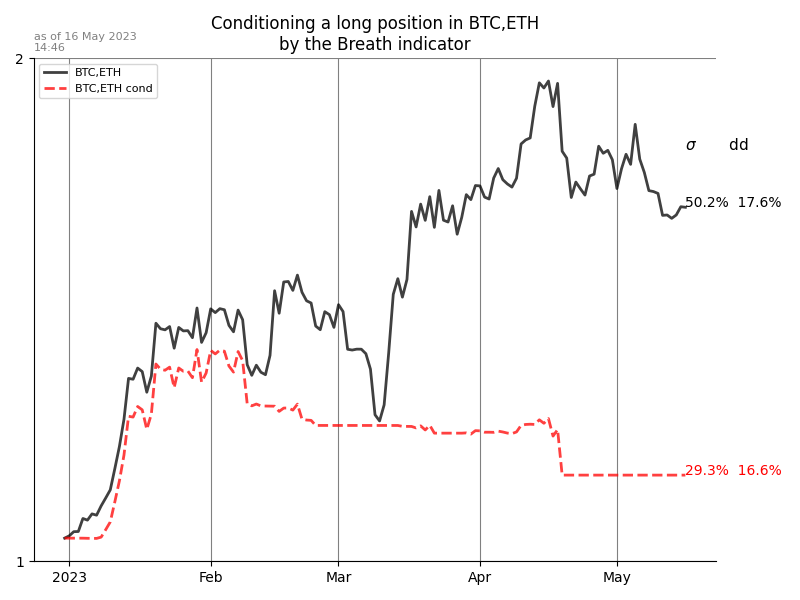 Conditioning a long position in BTC,ETH
by the Breath indicator
as of 16 May 2023
14:46
2
BTC,ETH
BTC,ETH cond
σ dd
50.2% 17.6%
29.3% 16.6%
1
2023 Feb Mar Apr May